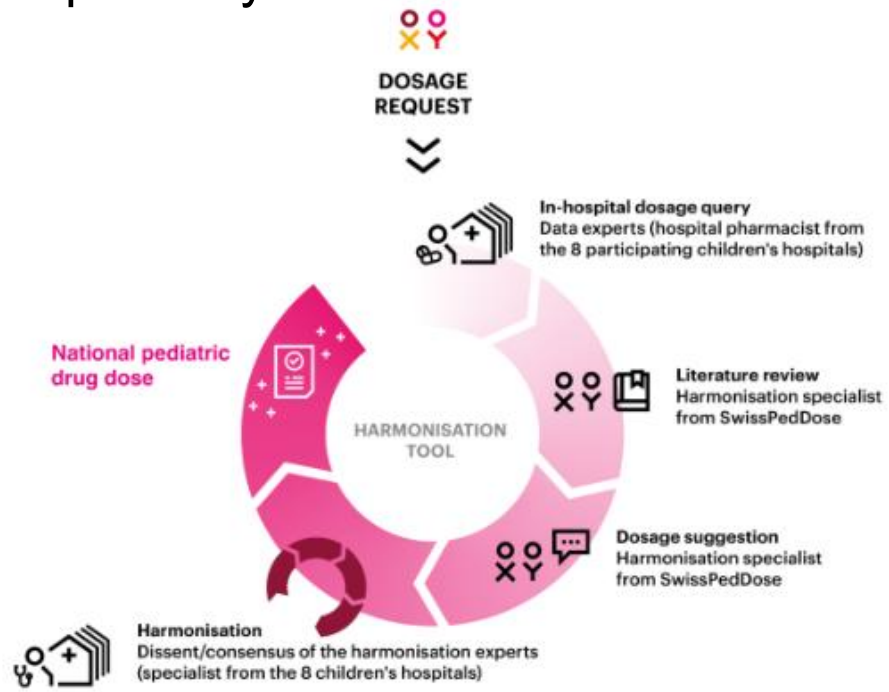 DOSAGE
REQUEST
In-hospital dosage query
Data experts (hospital pharmacist from
the 8 participating children's hospitals)
National pediatric
drug dose
Literature review
Harmonisation specialist
from SwissPedDose
HARMONISATION
TOOL
Dosage suggestion
Harmonisation specialist
from SwissPedDose
Harmonisation
Dissent/consensus of the harmonisation experts
(specialist from the 8 children's hospitals)